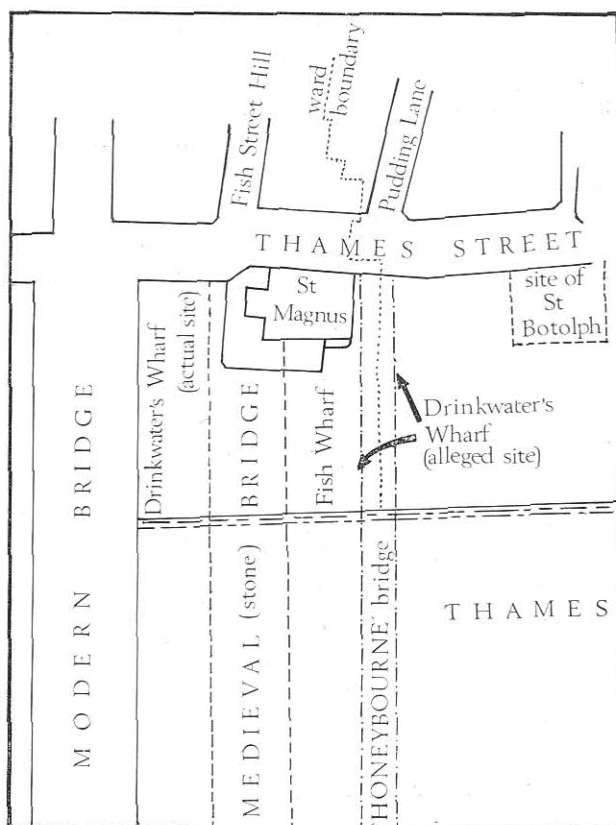 Fish Street Hill
ward
boundary
Pudding Lane
THAMES STREET
St
Magnus
site of
St
Botolph
Drinkwater's Wharf
(actual site)
MODERN BRIDGE
MEDIEVAL (stone) BRIDGE
Fish Wharf
Drinkwater's
Wharf
(alleged site)
'HONEYBOURNE' bridge
THAMES